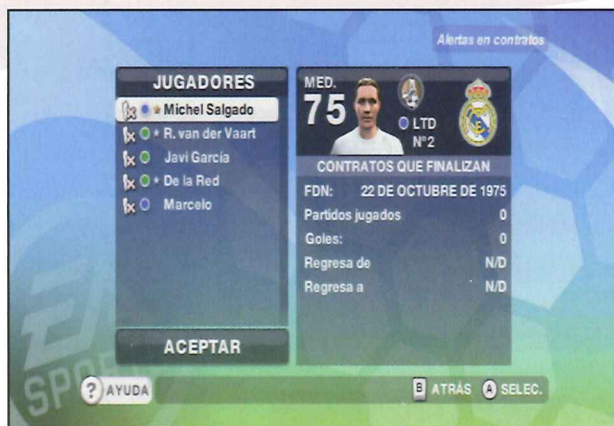 Alertas en contratos
JUGADORES
Michel Salgado
R. van der Vaart
Javi García
De la Red
Marcelo
ACEPTAR
MED.
75
LTD
Nº2
CONTRATOS QUE FINALIZAN
FDN: 22 DE OCTUBRE DE 1975
Partidos jugados 0
Goles: 0
Regresa de N/D
Regresa a N/D
EA
SPO
? AYUDA
B ATRÁS A SELEC.